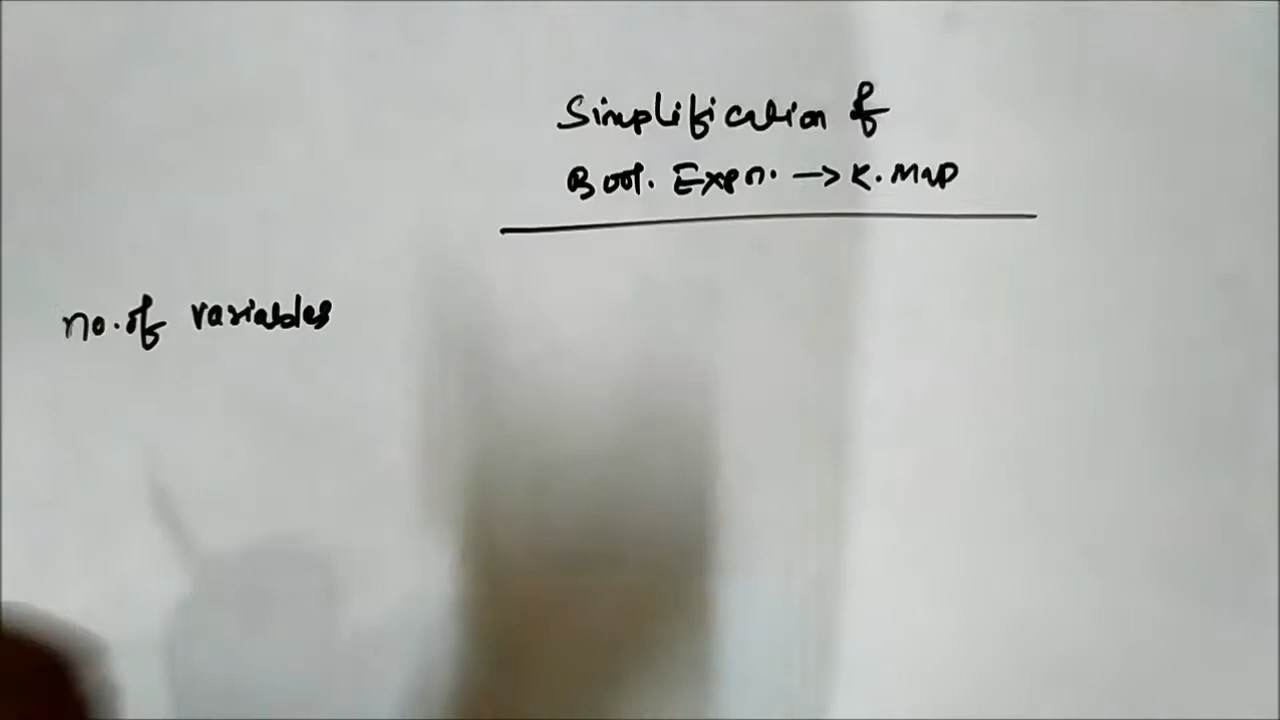 Simplification of
Bool. Expn. → K. Map
no. of variables